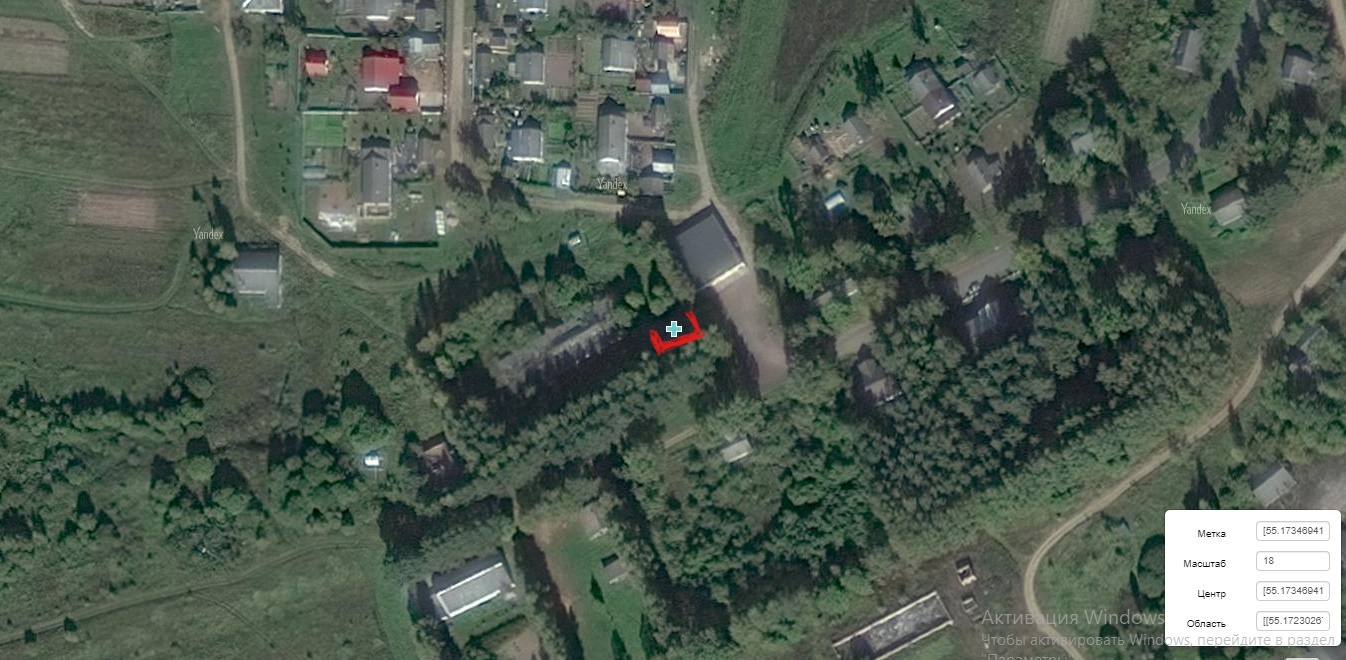 Yandex
Yandex
Yandex
Метка [55.17346941
Масштаб 18
Центр [55.17346941
Область [[55.1723026
Активация Windows
Чтобы активировать Windows, перейдите в раздел
"Параметры